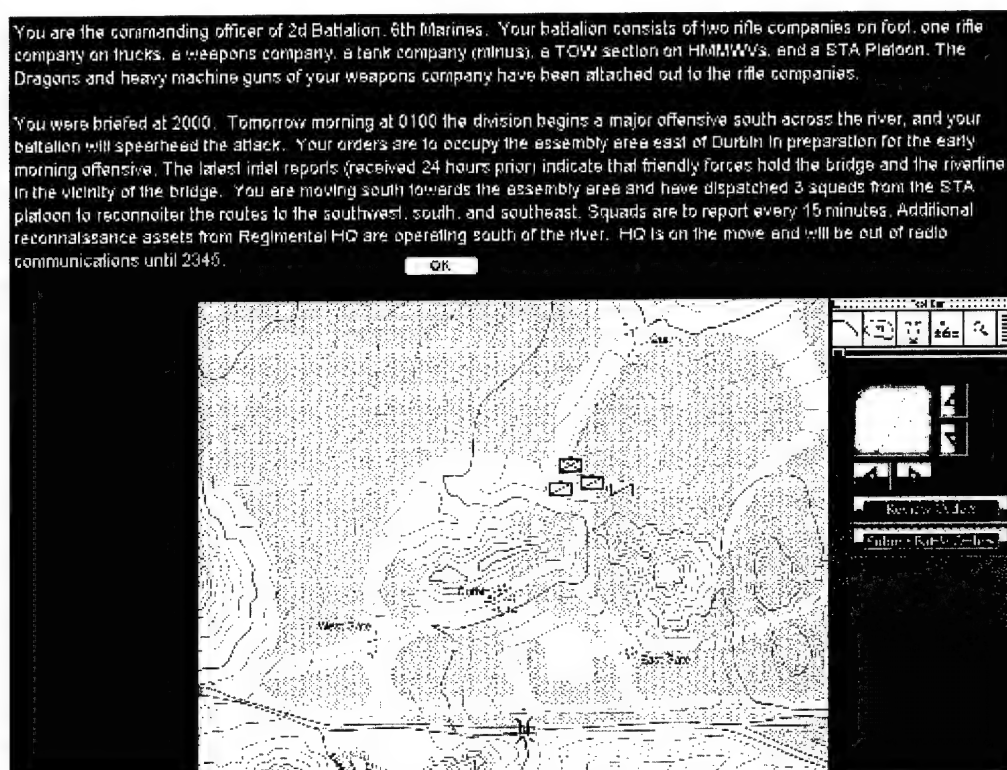 You are the commanding officer of 2d Battalion, 6th Marines. Your battalion consists of two rifle companies on foot, one rifle
company on trucks, a weapons company, a tank company (minus), a TOW section on HMMWVs, and a STA Platoon. The
Dragons and heavy machine guns of your weapons company have been attached out to the rifle companies.
You were briefed at 2000. Tomorrow morning at 0100 the division begins a major offensive south across the river, and your
battalion will spearhead the attack. Your orders are to occupy the assembly area east of Durbin in preparation for the early
morning offensive. The latest intel reports (received 24 hours prior) indicate that friendly forces hold the bridge and the riverline
in the vicinity of the bridge. You are moving south towards the assembly area and have dispatched 3 squads from the STA
platoon to reconnoiter the routes to the southwest, south, and southeast. Squads are to report every 15 minutes. Additional
reconnaissance assets from Regimental HQ are operating south of the river. HQ is on the move and will be out of radio
communications until 2345.
OK
Review Orders
West Gate
East Gate